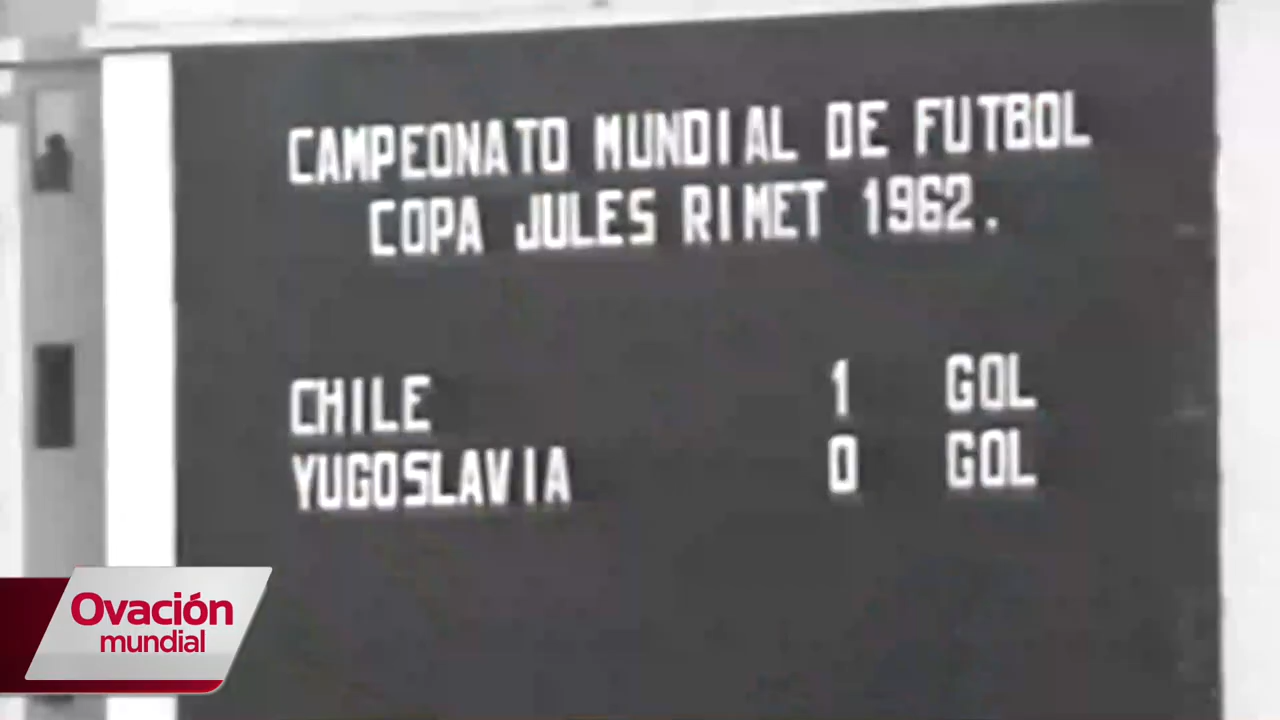 CAMPEONATO MUNDIAL DE FUTBOL
COPA JULES RIMET 1962.
CHILE 1 GOL
YUGOSLAVIA 0 GOL
Ovación
mundial